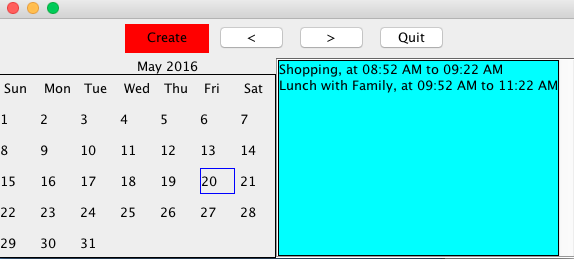 Create < > Quit
May 2016
Sun Mon Tue Wed Thu Fri Sat
1 2 3 4 5 6 7
8 9 10 11 12 13 14
15 16 17 18 19 20 21
22 23 24 25 26 27 28
29 30 31
Shopping, at 08:52 AM to 09:22 AM
Lunch with Family, at 09:52 AM to 11:22 AM